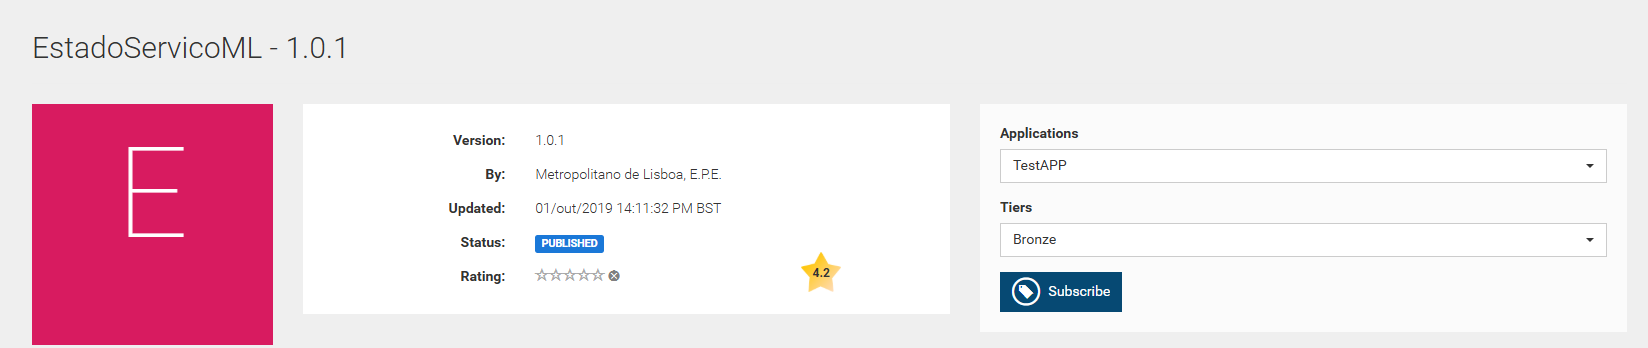 EstadoServicoML - 1.0.1
E
Version: 1.0.1
By: Metropolitano de Lisboa, E.P.E.
Updated: 01/out/2019 14:11:32 PM BST
Status: PUBLISHED
Rating:
4.2
Applications
TestAPP
Tiers
Bronze
Subscribe